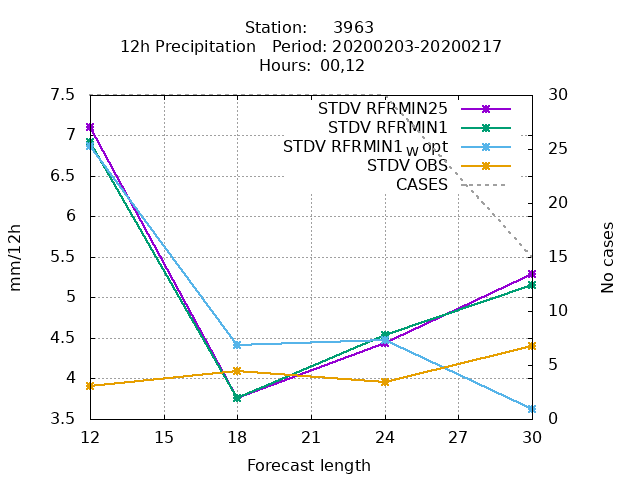 Station: 3963
12h Precipitation Period: 20200203-20200217
Hours: 00,12
STDV RFRMIN25
STDV RFRMIN1
STDV RFRMIN1_w opt
STDV OBS
CASES
7.5
7
6.5
6
5.5
5
4.5
4
3.5
mm/12h
30
25
20
15
10
5
0
No cases
12 15 18 21 24 27 30
Forecast length